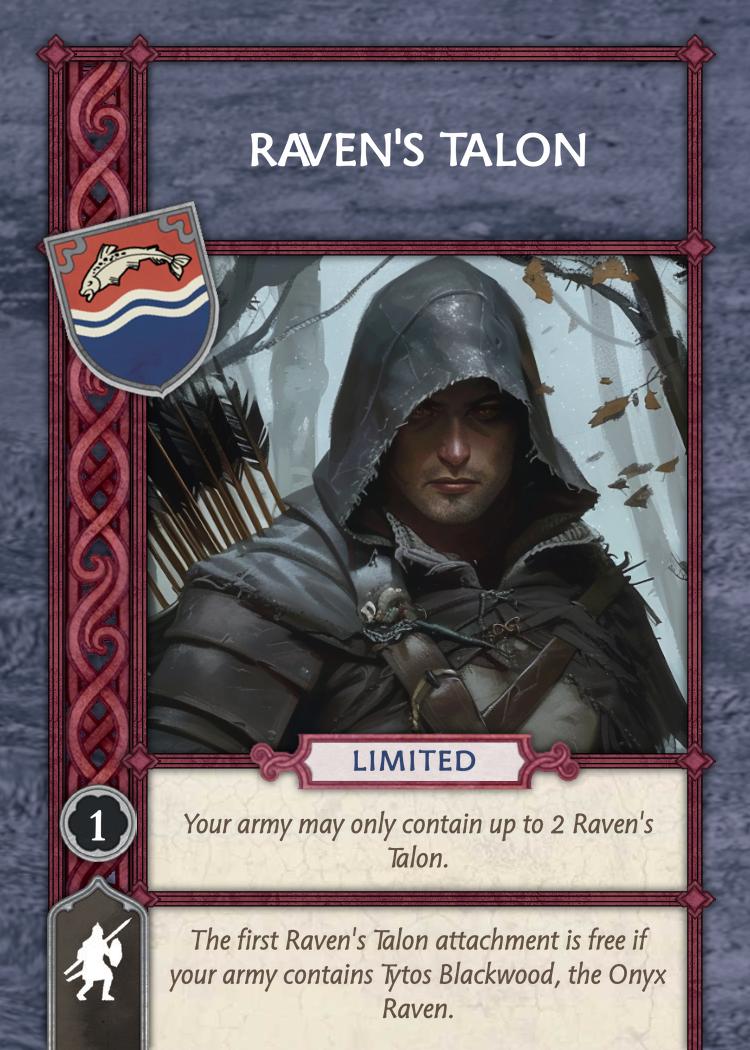 RAVEN'S TALON
LIMITED
1
Your army may only contain up to 2 Raven's
Talon.
The first Raven's Talon attachment is free if
your army contains Tytos Blackwood, the Onyx
Raven.